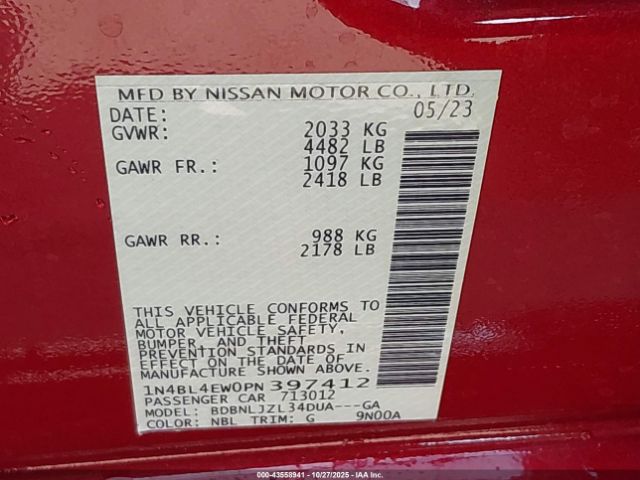 MFD BY NISSAN MOTOR CO., LTD.
DATE: 05/23
GVWR: 2033 KG
4482 LB
GAWR FR.: 1097 KG
2418 LB
GAWR RR.: 988 KG
2178 LB
THIS VEHICLE CONFORMS TO
ALL APPLICABLE FEDERAL
MOTOR VEHICLE SAFETY,
BUMPER, AND THEFT
PREVENTION STANDARDS IN
EFFECT ON THE DATE OF
MANUFACTURE SHOWN ABOVE.
1N4BL4EW0PN397412
PASSENGER CAR 713012
MODEL: BDBNLJZL34DUA---GA
COLOR: NBL TRIM: G 9N00A
000-43558941 - 10/27/2025 - IAAI.COM